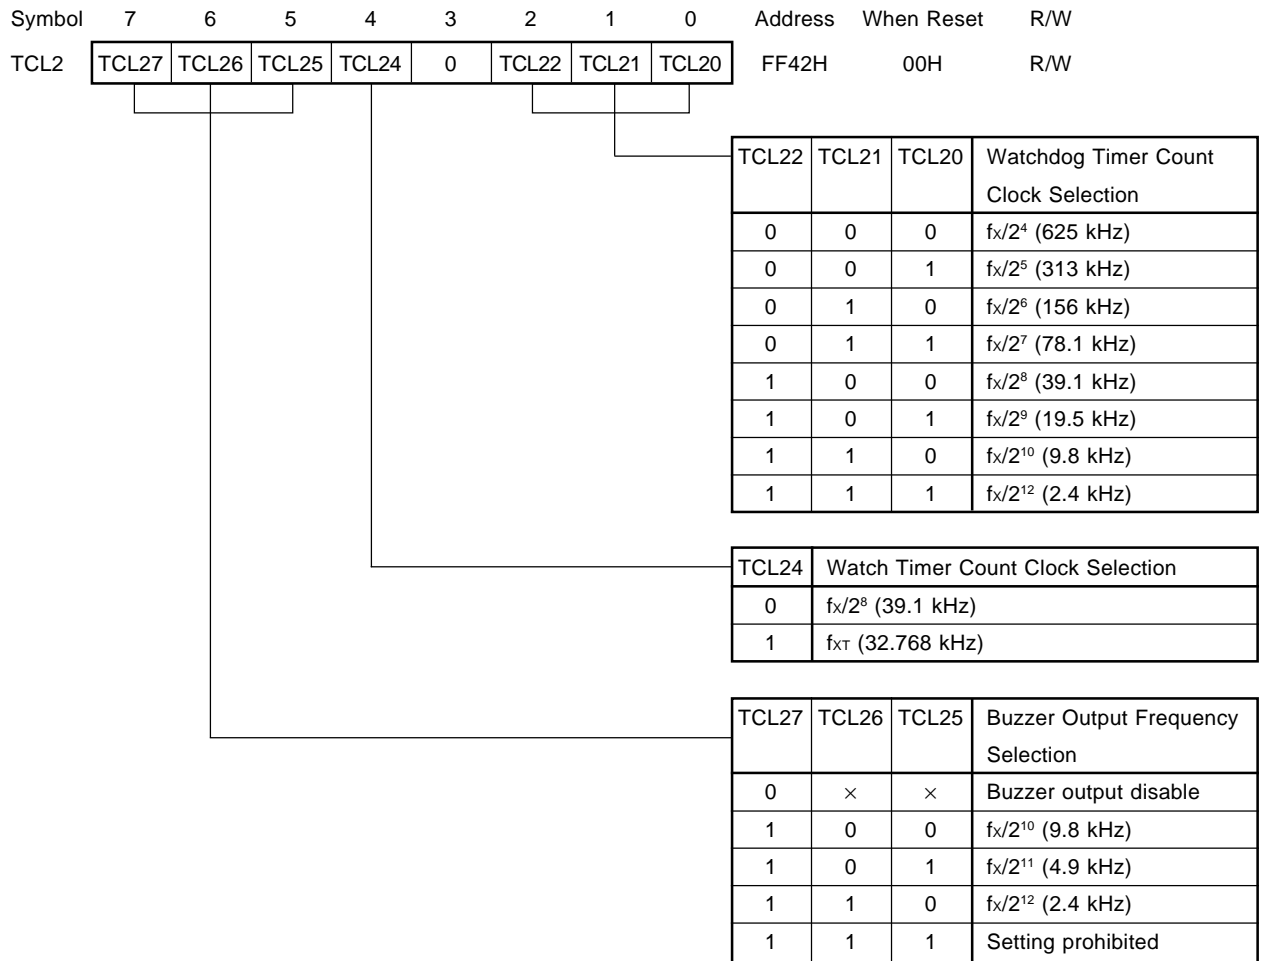 Symbol 7 6 5 4 3 2 1 0 Address When Reset R/W
TCL2 TCL27 TCL26 TCL25 TCL24 0 TCL22 TCL21 TCL20 FF42H 00H R/W
TCL22 TCL21 TCL20 Watchdog Timer Count
Clock Selection
0 0 0 fX/2⁴ (625 kHz)
0 0 1 fX/2⁵ (313 kHz)
0 1 0 fX/2⁶ (156 kHz)
0 1 1 fX/2⁷ (78.1 kHz)
1 0 0 fX/2⁸ (39.1 kHz)
1 0 1 fX/2⁹ (19.5 kHz)
1 1 0 fX/2¹⁰ (9.8 kHz)
1 1 1 fX/2¹² (2.4 kHz)
TCL24 Watch Timer Count Clock Selection
0 fX/2⁸ (39.1 kHz)
1 fXT (32.768 kHz)
TCL27 TCL26 TCL25 Buzzer Output Frequency
Selection
0 × × Buzzer output disable
1 0 0 fX/2¹⁰ (9.8 kHz)
1 0 1 fX/2¹¹ (4.9 kHz)
1 1 0 fX/2¹² (2.4 kHz)
1 1 1 Setting prohibited